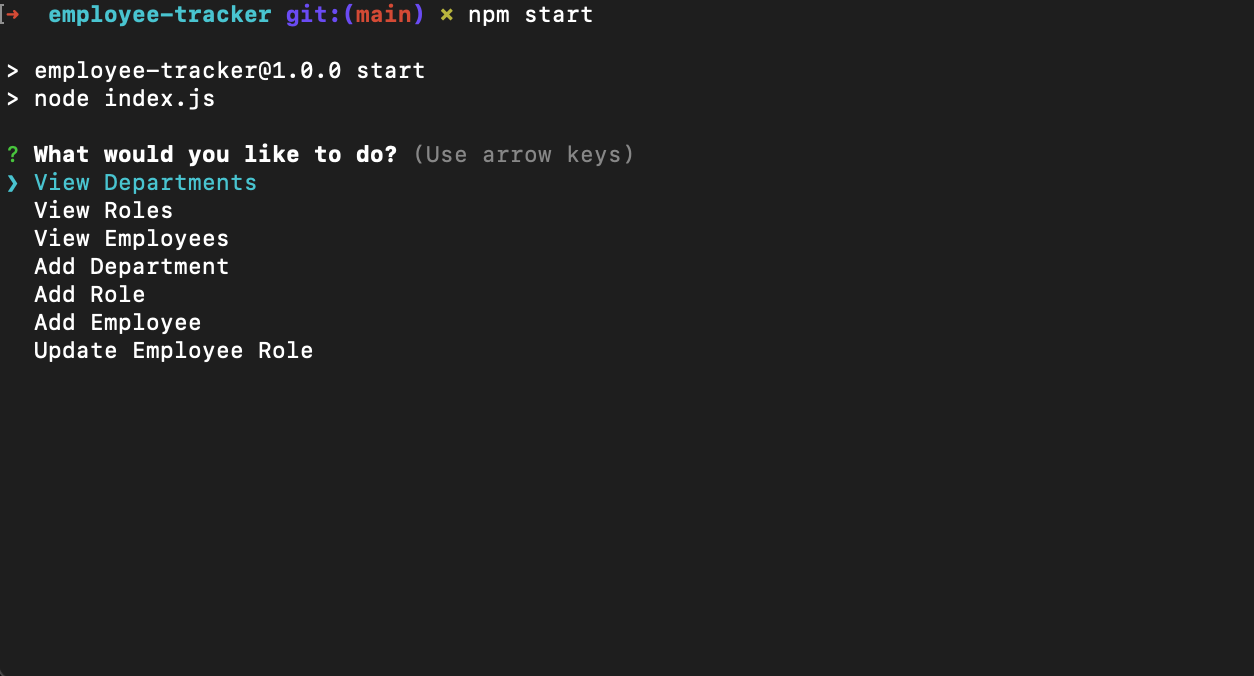 ➜  employee-tracker git:(main) ✗ npm start
> employee-tracker@1.0.0 start
> node index.js
? What would you like to do? (Use arrow keys)
❯ View Departments
View Roles
View Employees
Add Department
Add Role
Add Employee
Update Employee Role